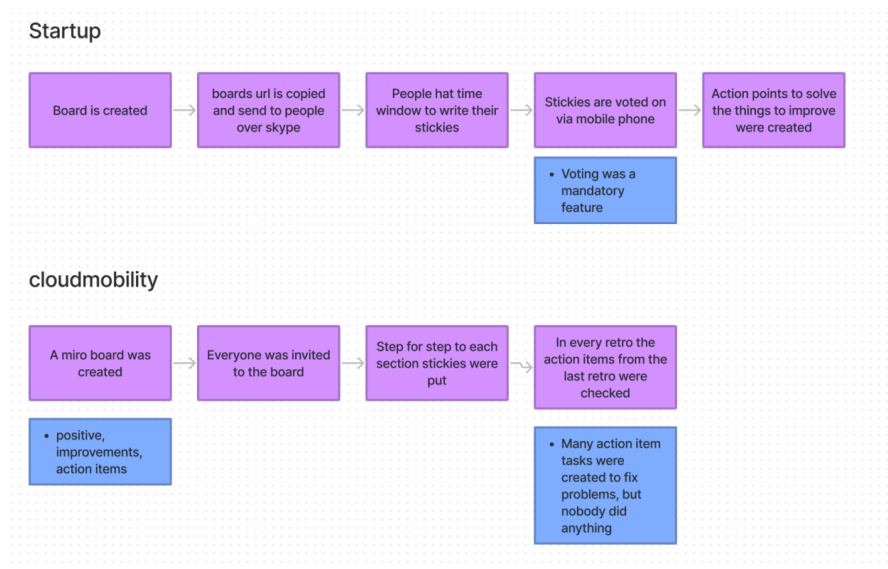 Startup
Board is created
boards url is copied
and send to people
over skype
People hat time
window to write their
stickies
Stickies are voted on
via mobile phone
Action points to solve
the things to improve
were created
• Voting was a
mandatory
feature
cloudmobility
A miro board was
created
Everyone was invited
to the board
Step for step to each
section stickies were
put
In every retro the
action items from the
last retro were
checked
• positive,
improvements,
action items
• Many action item
tasks were
created to fix
problems, but
nobody did
anything